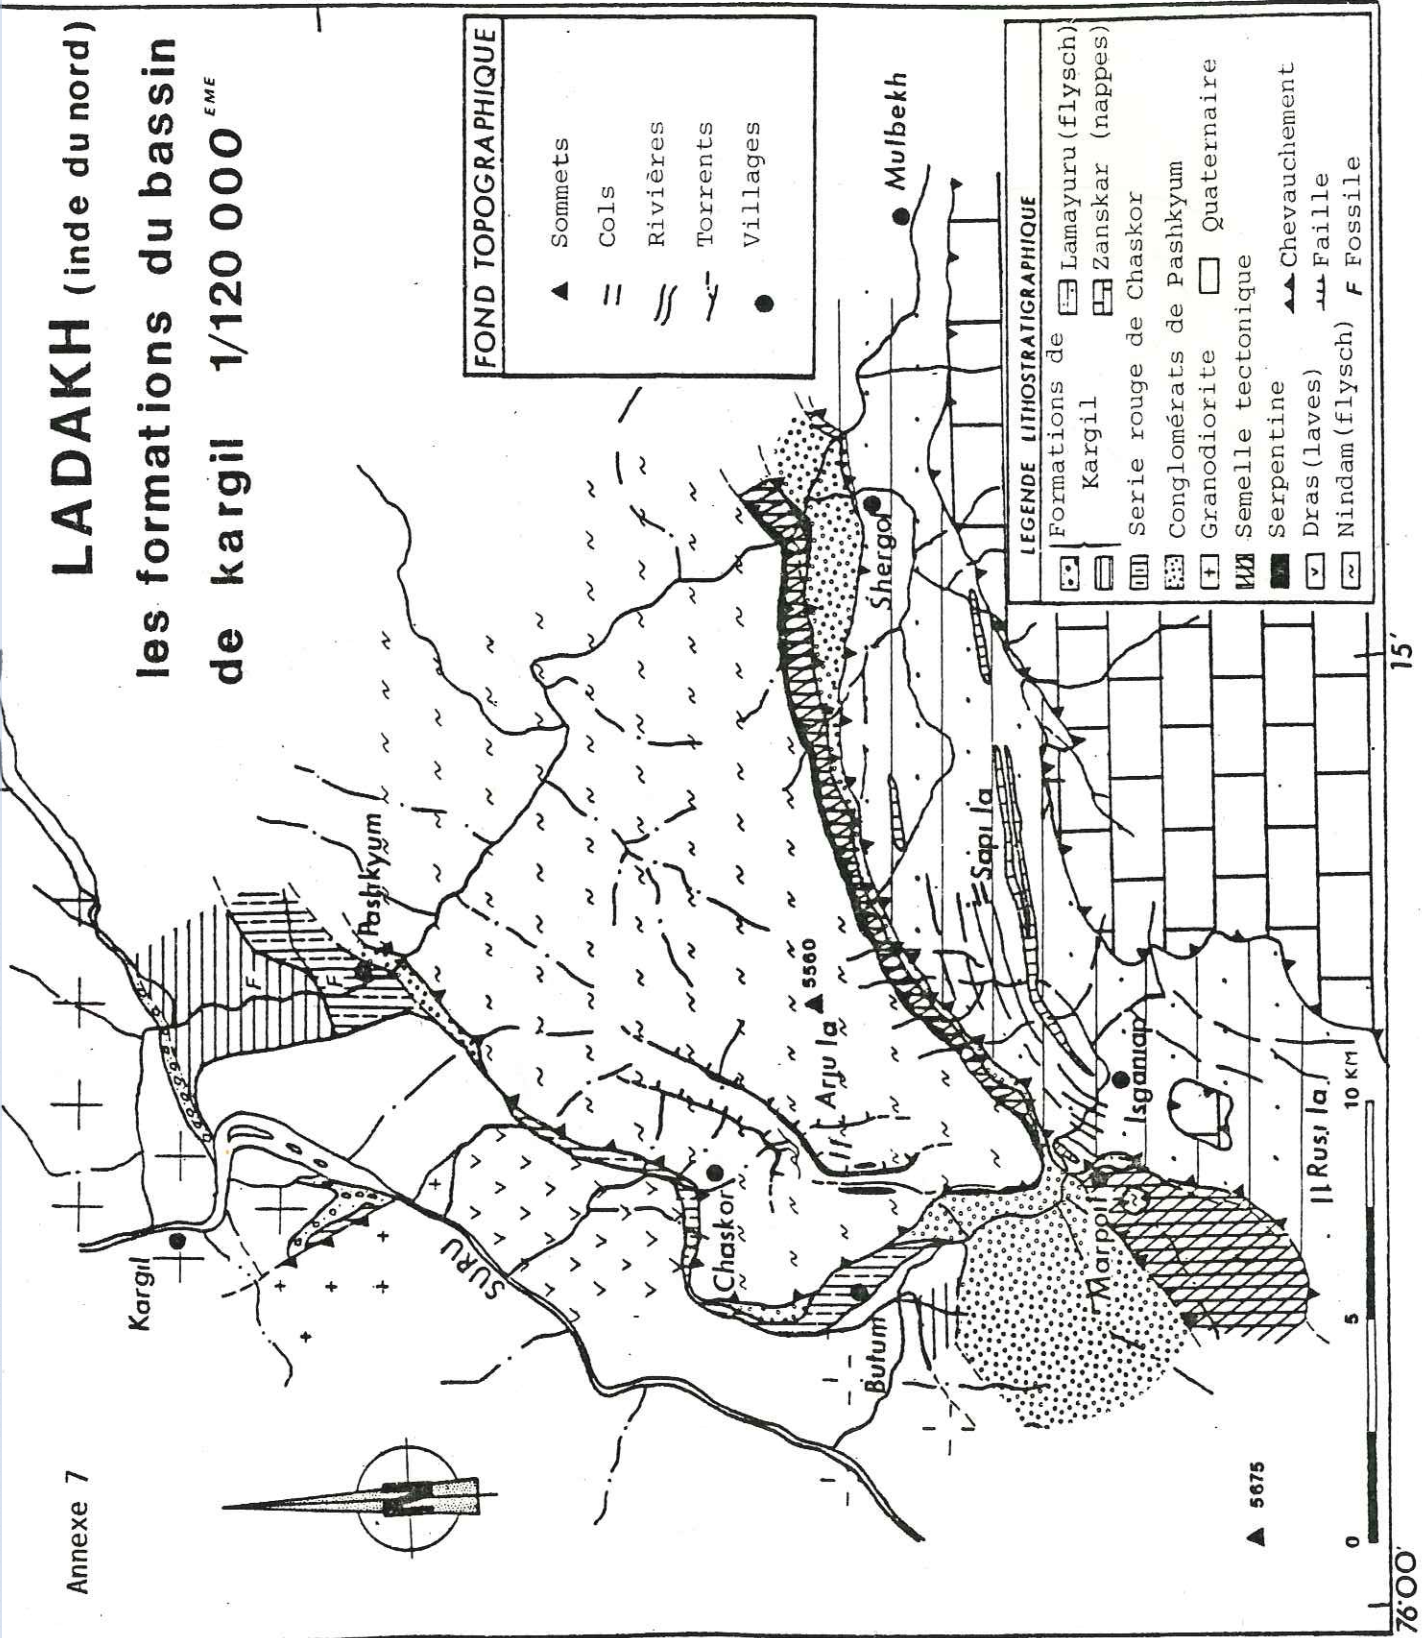 Annexe 7
LADAKH (inde du nord)
les formations du bassin
de kargil 1/120 000 EME
FOND TOPOGRAPHIQUE
Sommets
Cols
Rivières
Torrents
Villages
Kargil
Pashkyum
F
F
SURU
Chaskor
Arju la
5560
Mulbekh
Shergol
Sapi la
Butum
Marpoth
Isganiap
Rusi la
5675
LEGENDE LITHOSTRATIGRAPHIQUE
Formations de
Kargil
Lamayuru (flysch)
Zanskar (nappes)
Serie rouge de Chaskor
Conglomérats de Pashkyum
Granodiorite
Quaternaire
Semelle tectonique
Serpentine
Chevauchement
Dras (laves)
Faille
Nindam (flysch)
F Fossile
0 5 10 KM
76°00'
15'